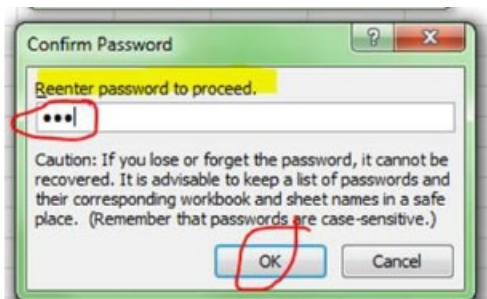 Confirm Password
Reenter password to proceed.
•••
Caution: If you lose or forget the password, it cannot be
recovered. It is advisable to keep a list of passwords and
their corresponding workbook and sheet names in a safe
place. (Remember that passwords are case-sensitive.)
OK
Cancel